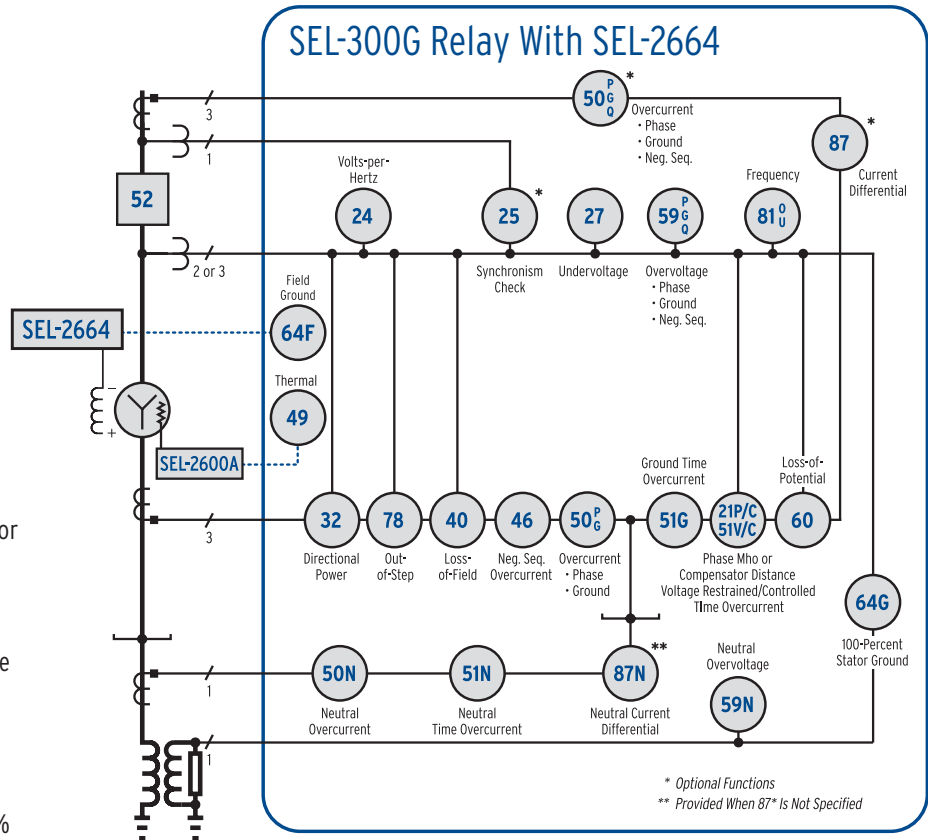 SEL-300G Relay With SEL-2664
50 P G Q *
Overcurrent
• Phase
• Ground
• Neg. Seq.
87 *
Current
Differential
3
1
52
Volts-per-
Hertz
24
25 *
Synchronism
Check
27
Undervoltage
59 P G Q
Overvoltage
• Phase
• Ground
• Neg. Seq.
Frequency
81 O U
2 or 3
Field
Ground
64F
SEL-2664
−
+
Thermal
49
SEL-2600A
3
32
Directional
Power
78
Out-
of-Step
40
Loss-
of-Field
46
Neg. Seq.
Overcurrent
50 P G
Overcurrent
• Phase
• Ground
Ground Time
Overcurrent
51G
21P/C
51V/C
Phase Mho or
Compensator Distance
Voltage Restrained/Controlled
Time Overcurrent
Loss-of-
Potential
60
64G
100-Percent
Stator Ground
or
e
%
1
50N
Neutral
Overcurrent
51N
Neutral
Time Overcurrent
87N **
Neutral Current
Differential
Neutral
Overvoltage
59N
1
* Optional Functions
** Provided When 87* Is Not Specified